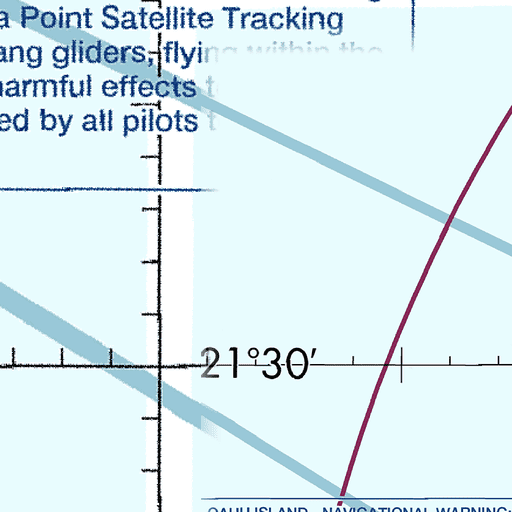 a Point Satellite Tracking
ang gliders, flying within the
harmful effects
ed by all pilots
21°30′
OAHU ISLAND - NAVIGATIONAL WARNING: